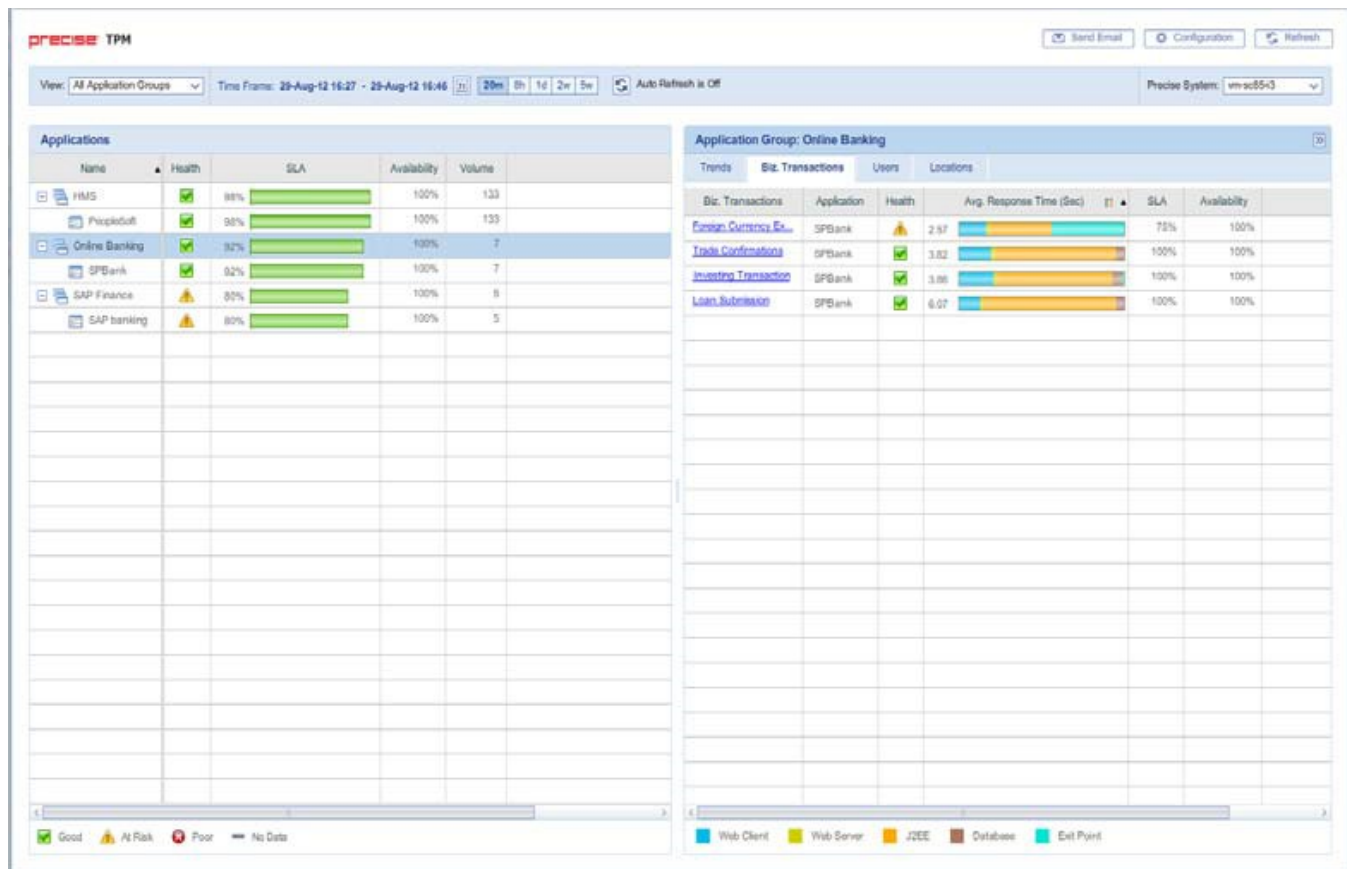 precise TPM
Send Email Configuration Refresh
View: All Application Groups Time Frame: 29-Aug-12 16:27 - 29-Aug-12 16:46 20m 8h 1d 2w 5w Auto Refresh is Off Precise System:
Applications
Name Health SLA Availability Volume
HMS 98% 100% 133
PeopleSoft 98% 100% 133
Online Banking 92% 100% 7
SPBank 92% 100% 7
SAP Finance 80% 100%
SAP banking 80% 100% 5
Good At Risk Poor No Data
Application Group: Online Banking
Trends Biz. Transactions Users Locations
Biz. Transactions Application Health Avg. Response Time (Sec) SLA Availability
Foreign Currency Ex... SPBank 2.57 75% 100%
Trade Confirmations SPBank 3.82 100% 100%
Investing Transaction SPBank 3.86 100% 100%
Loan Submission SPBank 6.07 100% 100%
Web Client Web Server J2EE Database Exit Point